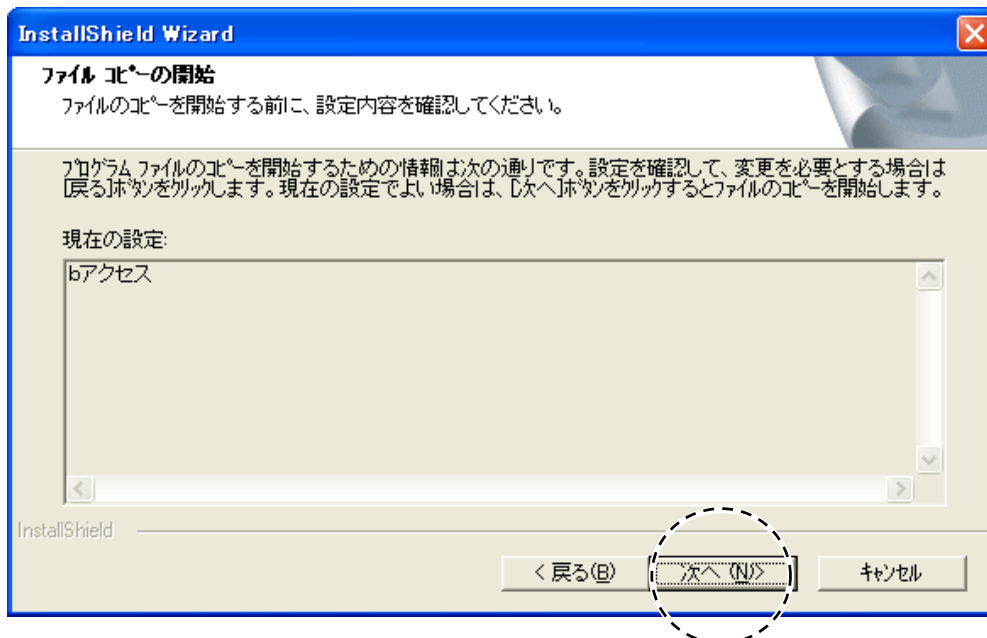 InstallShield Wizard
ファイル コピーの開始
ファイルのコピーを開始する前に、設定内容を確認してください。
プログラム ファイルのコピーを開始するための情報は次の通りです。設定を確認して、変更を必要とする場合は
[戻る]ボタンをクリックします。現在の設定でよい場合は、[次へ]ボタンをクリックするとファイルのコピーを開始します。
現在の設定:
bアクセス
InstallShield
< 戻る(B)
次へ (N)>
キャンセル